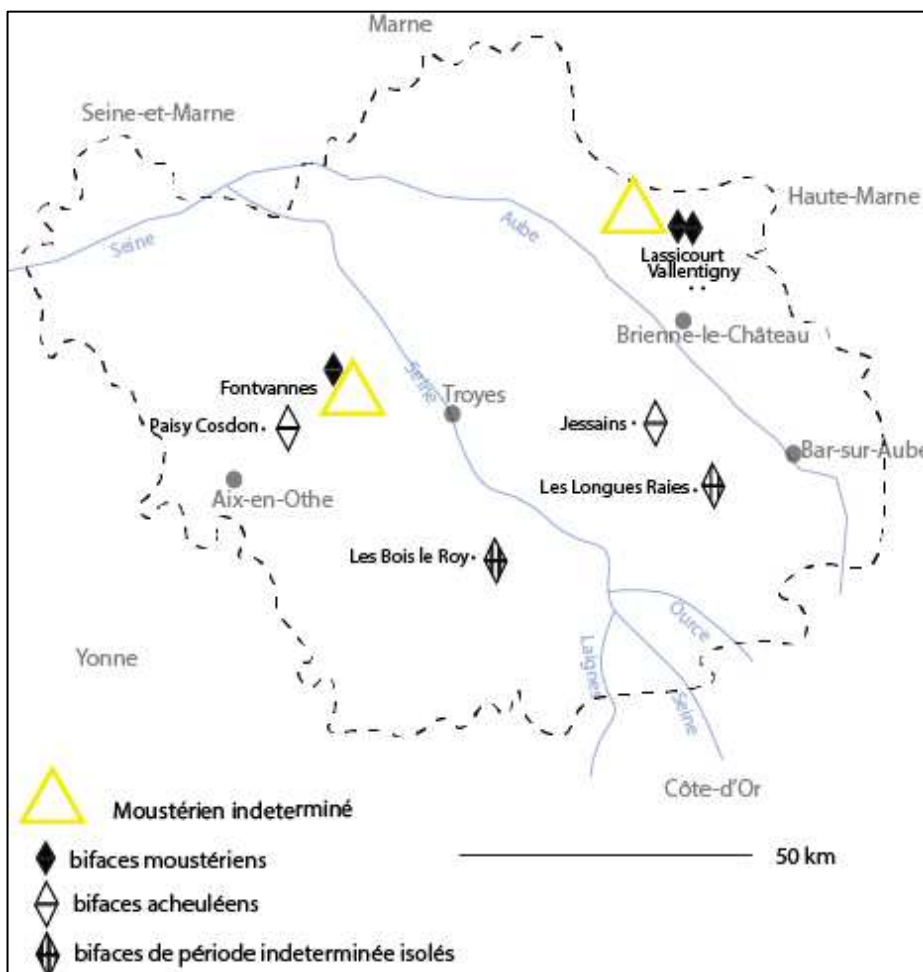 Marne
Seine-et-Marne
Haute-Marne
Seine
Aube
Lassicourt
Vallentigny
Brienne-le-Château
Fontvannes
Seine
Troyes
Paisy Cosdon
Jessains
Bar-sur-Aube
Aix-en-Othe
Les Longues Raies
Les Bois le Roy
Ource
Laignes
Seine
Yonne
Côte-d'Or
Moustérien indeterminé
bifaces moustériens
50 km
bifaces acheuléens
bifaces de période indeterminée isolés